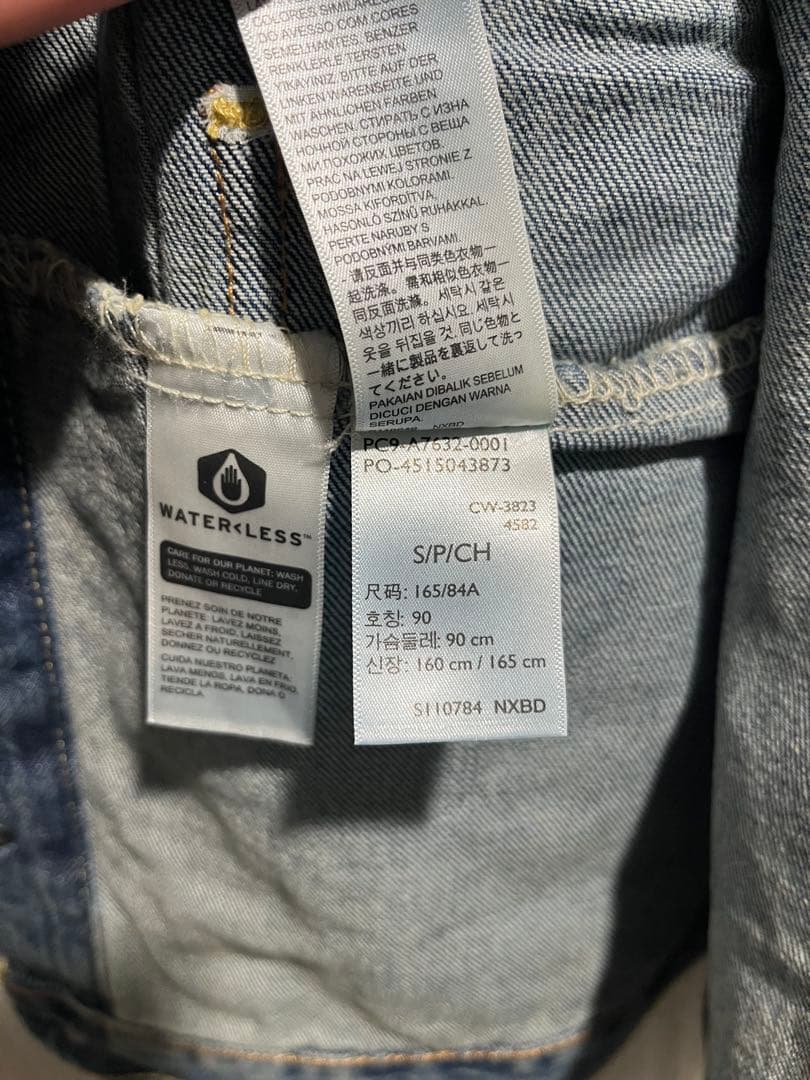 COLORES SIMILARES
DO AVESSO COM CORES
SEMELHANTES. BENZER
RENKLERLE TERSTEN
YIKAYINIZ. BITTE AUF DER
LINKEN WARENSEITE UND
MIT ÄHNLICHEN FARBEN
WASCHEN. СТИРАТЬ С ИЗНА
НОЧНОЙ СТОРОНЫ С ВЕЩА
МИ ПОХОЖИХ ЦВЕТОВ.
PRAĆ NA LEWEJ STRONIE Z
PODOBNYMI KOLORAMI.
MOSSA KIFORDÍTVA,
HASONLÓ SZÍNŰ RUHÁKKAL.
PERTE NARUBY S
PODOBNÝMI BARVAMI.
请反面并与同类色衣物一
起洗涤。需和相似色衣物一
同反面洗滌。세탁시 같은
색상끼리 하십시오. 세탁시
옷을 뒤집을 것. 同じ色物と
一緒に製品を裏返して洗っ
てください。
PAKAIAN DIBALIK SEBELUM
DICUCI DENGAN WARNA
SERUPA.
NXBD
PC9-A7632-0001
PO-4515043873
CW-3823
4582
S/P/CH
尺码: 165/84A
호칭: 90
가슴둘레: 90 cm
신장: 160 cm / 165 cm
S110784 NXBD
WATER<LESS™
CARE FOR OUR PLANET: WASH
LESS, WASH COLD, LINE DRY,
DONATE OR RECYCLE
PRENEZ SOIN DE NOTRE
PLANÈTE: LAVEZ MOINS,
LAVEZ À FROID, LAISSEZ
SÉCHER NATURELLEMENT,
DONNEZ OU RECYCLEZ
CUIDA NUESTRO PLANETA:
LAVA MENOS, LAVA EN FRÍO,
TIENDE LA ROPA, DONA O
RECICLA